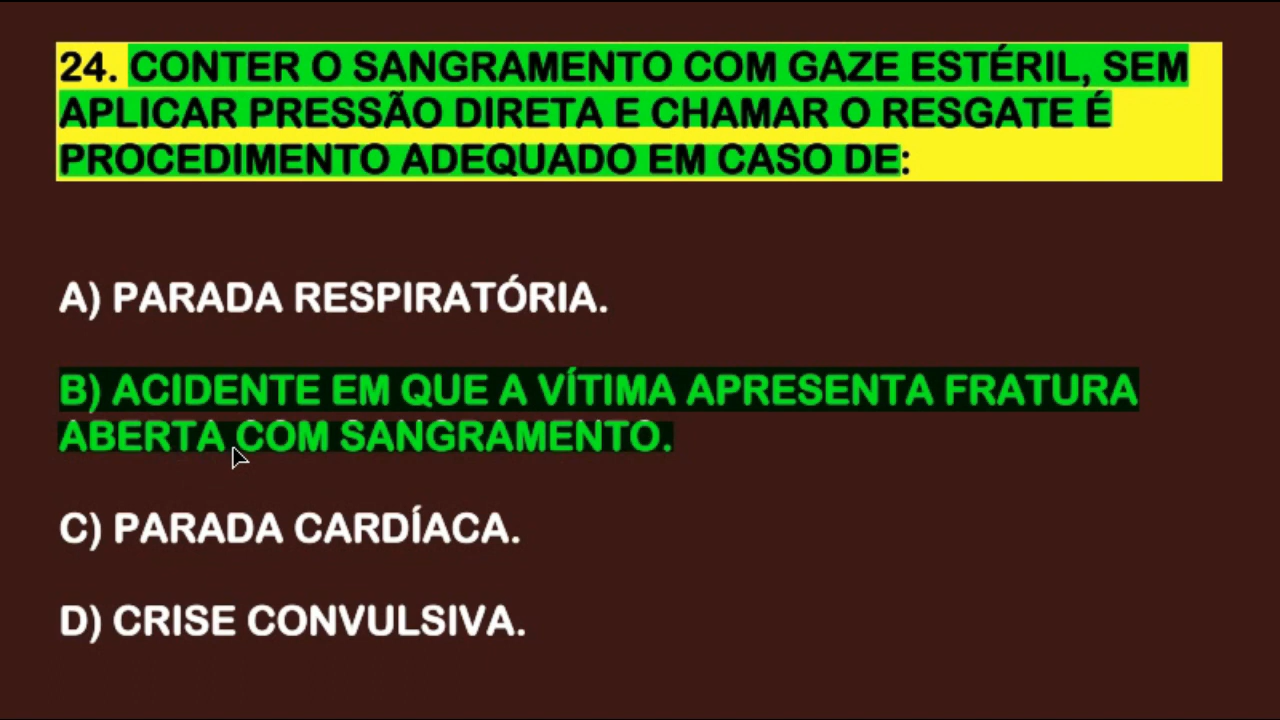 24. CONTER O SANGRAMENTO COM GAZE ESTÉRIL, SEM
APLICAR PRESSÃO DIRETA E CHAMAR O RESGATE É
PROCEDIMENTO ADEQUADO EM CASO DE:
A) PARADA RESPIRATÓRIA.
B) ACIDENTE EM QUE A VÍTIMA APRESENTA FRATURA
ABERTA COM SANGRAMENTO.
C) PARADA CARDÍACA.
D) CRISE CONVULSIVA.